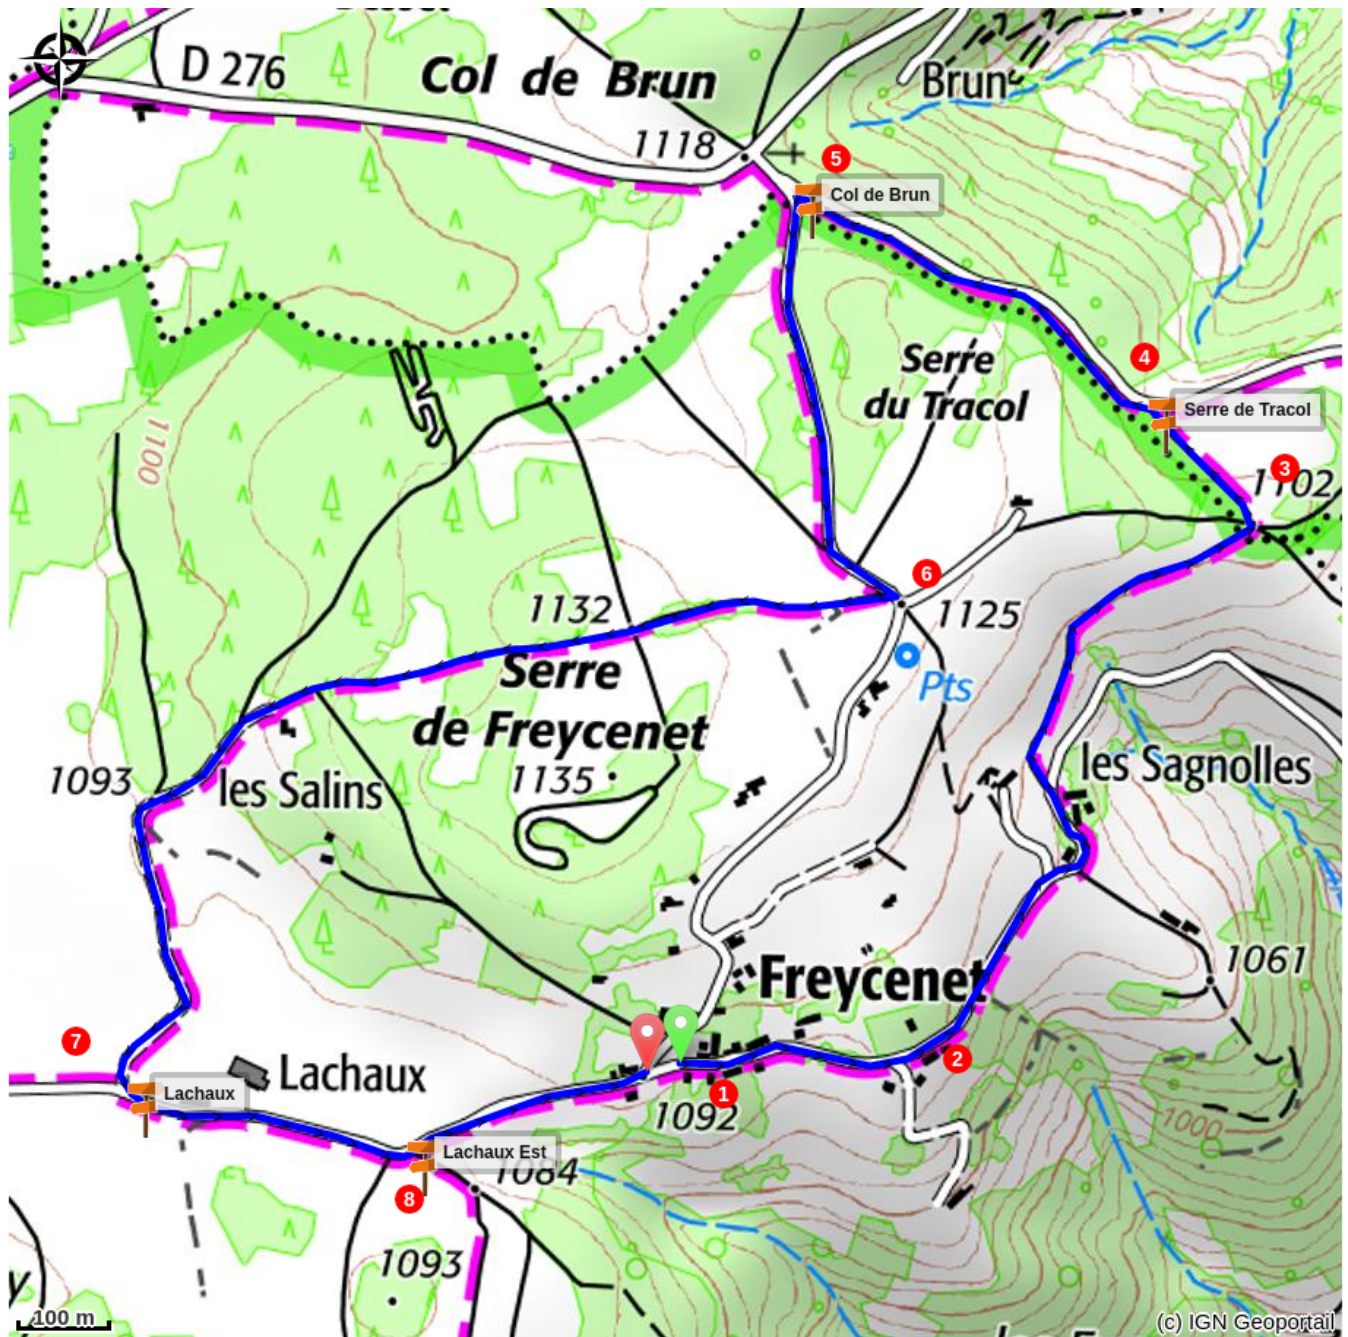 D 276
Col de Brun
Brun
1118
5
Col de Brun
Serre
du Tracol
4
Serre de Tracol
3
1102
1100
6
1132
1125
Pts
Serre
de Freycenet
1093
les Salins
1135
les Sagnolles
Freycenet
1061
7
Lachaux
2
Lachaux
1
1092
1000
Lachaux Est
1084
8
1093
y
100 m
(c) IGN Geoportail